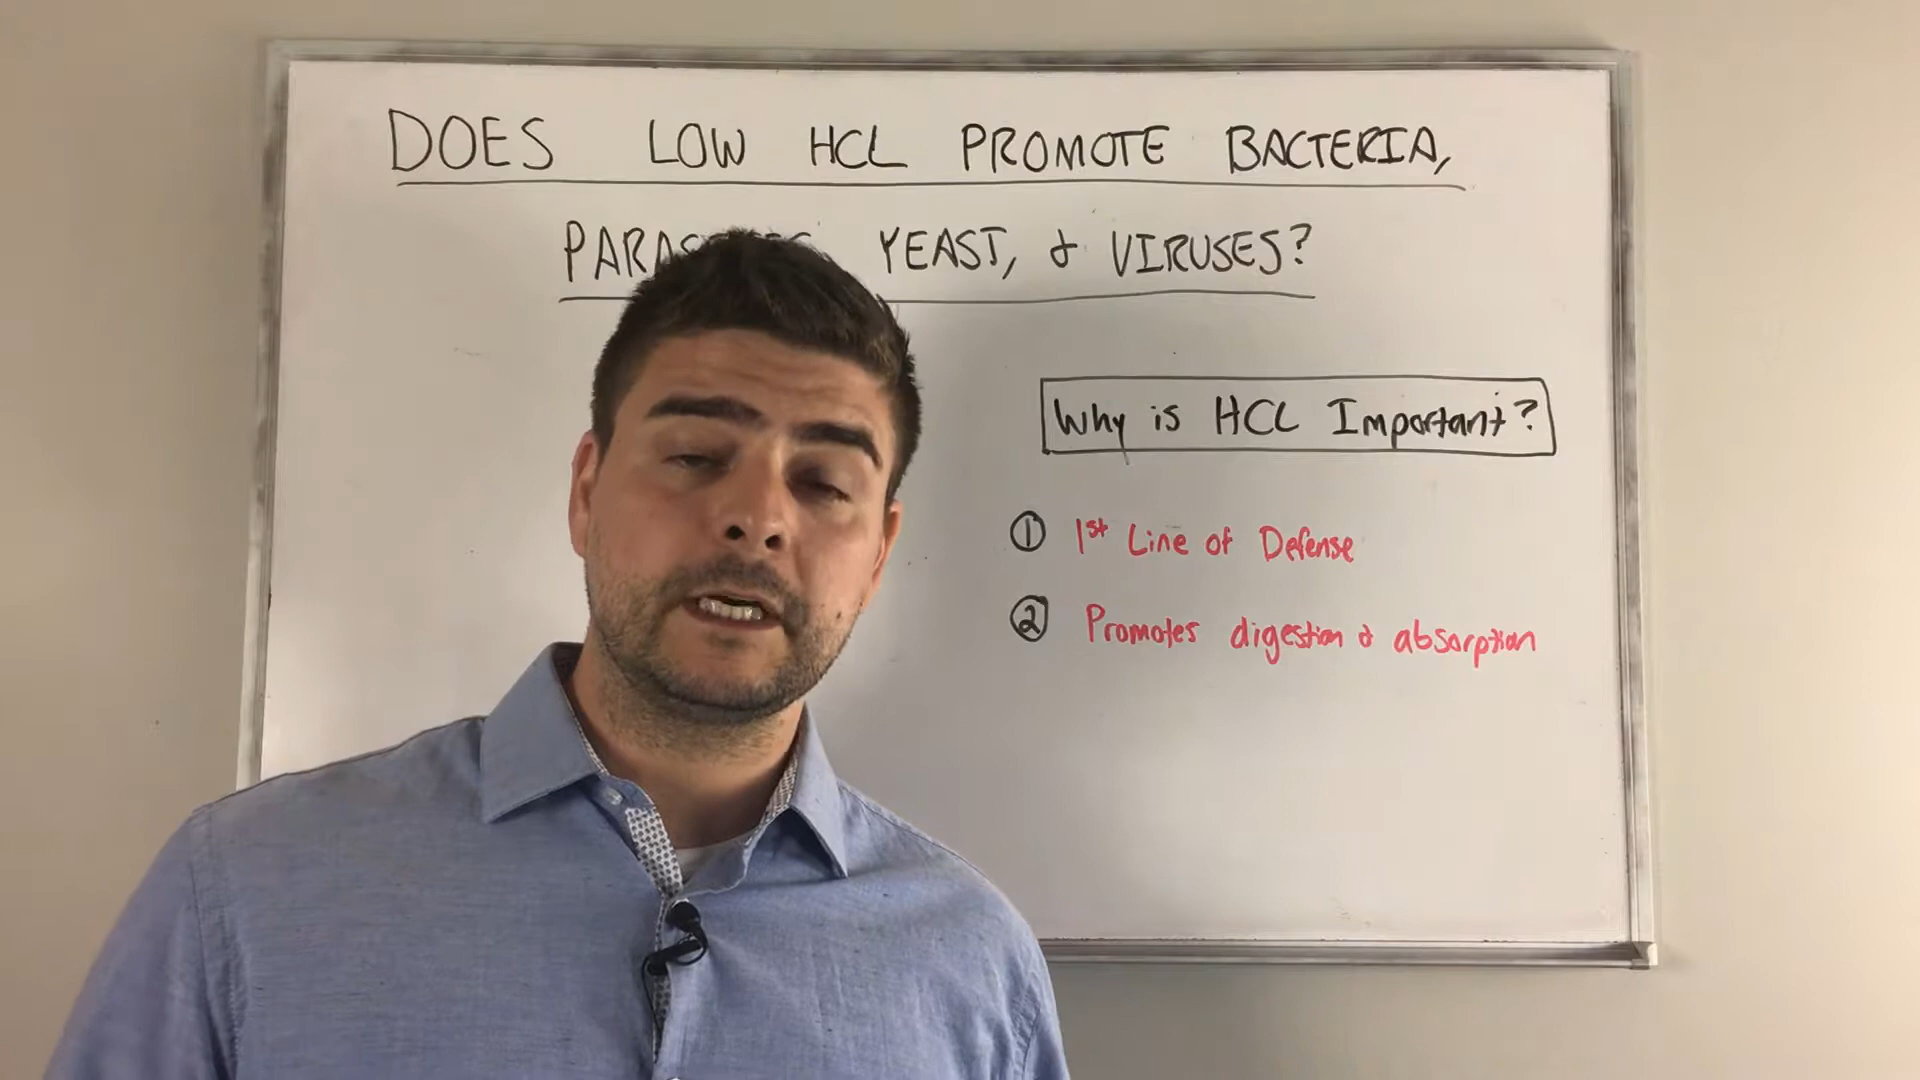 DOES LOW HCL PROMOTE BACTERIA,
YEAST, & VIRUSES?
Why is HCL Important?
① 1st Line of Defense
② Promotes digestion & absorption